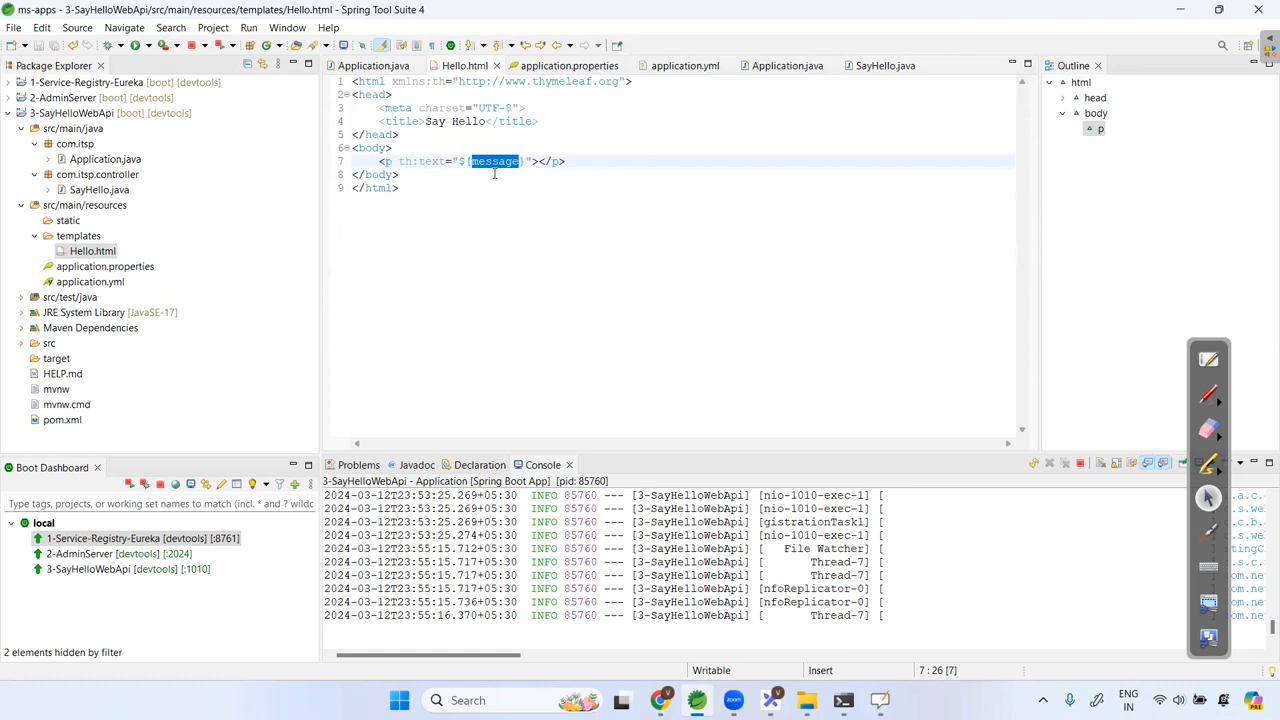 ms-apps - 3-SayHelloWebApi/src/main/resources/templates/Hello.html - Spring Tool Suite 4
File Edit Source Navigate Search Project Run Window Help
Package Explorer
1-Service-Registry-Eureka [boot] [devtools]
2-AdminServer [boot] [devtools]
3-SayHelloWebApi [boot] [devtools]
src/main/java
com.itsp
Application.java
com.itsp.controller
SayHello.java
src/main/resources
static
templates
Hello.html
application.properties
application.yml
src/test/java
JRE System Library [JavaSE-17]
Maven Dependencies
src
target
HELP.md
mvnw
mvnw.cmd
pom.xml
Application.java Hello.html application.properties application.yml Application.java SayHello.java
1 <html xmlns:th="http://www.thymeleaf.org">
2 <head>
3 <meta charset="UTF-8">
4 <title>Say Hello</title>
5 </head>
6 <body>
7 <p th:text="${message}"></p>
8 </body>
9 </html>
Outline
html
head
body
p
Boot Dashboard
Type tags, projects, or working set names to match (incl. * and ? wildc
local
1-Service-Registry-Eureka [devtools] [:8761]
2-AdminServer [devtools] [:2024]
3-SayHelloWebApi [devtools] [:1010]
2 elements hidden by filter
Problems Javadoc Declaration Console
3-SayHelloWebApi - Application [Spring Boot App] [pid: 85760]
2024-03-12T23:53:25.269+05:30 INFO 85760 --- [3-SayHelloWebApi] [nio-1010-exec-1] [
2024-03-12T23:53:25.269+05:30 INFO 85760 --- [3-SayHelloWebApi] [nio-1010-exec-1] [
2024-03-12T23:53:25.269+05:30 INFO 85760 --- [3-SayHelloWebApi] [gistrationTask1] [
2024-03-12T23:53:25.274+05:30 INFO 85760 --- [3-SayHelloWebApi] [nio-1010-exec-1] [
2024-03-12T23:55:15.712+05:30 INFO 85760 --- [3-SayHelloWebApi] [ File Watcher] [
2024-03-12T23:55:15.717+05:30 INFO 85760 --- [3-SayHelloWebApi] [ Thread-7] [
2024-03-12T23:55:15.717+05:30 INFO 85760 --- [3-SayHelloWebApi] [ Thread-7] [
2024-03-12T23:55:15.717+05:30 INFO 85760 --- [3-SayHelloWebApi] [nfoReplicator-0] [
2024-03-12T23:55:15.736+05:30 INFO 85760 --- [3-SayHelloWebApi] [nfoReplicator-0] [
2024-03-12T23:55:16.370+05:30 INFO 85760 --- [3-SayHelloWebApi] [ Thread-7] [
Writable Insert 7 : 26 [7]
Search
ENG
IN